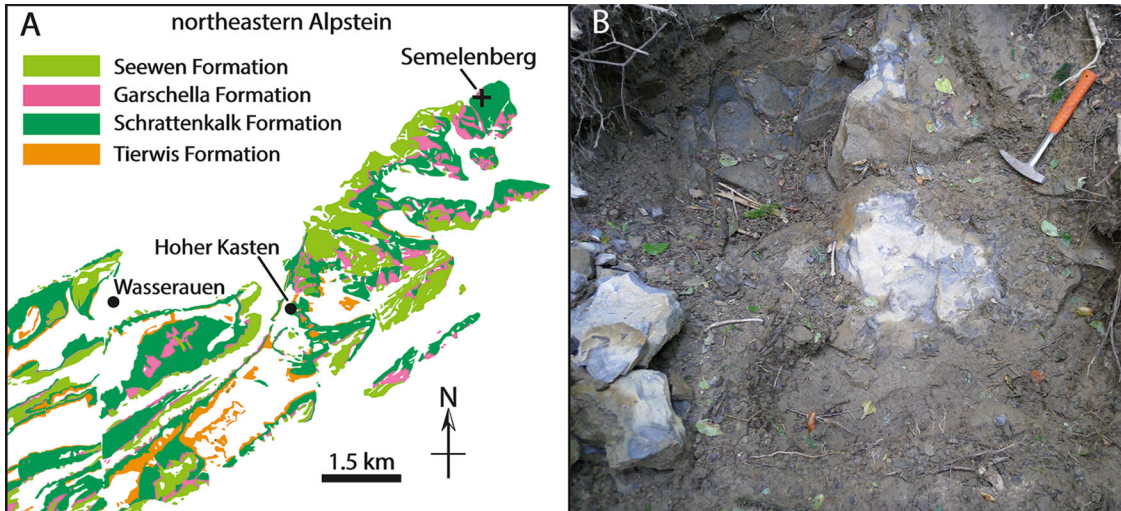 A
northeastern Alpstein
Seewen Formation
Garschella Formation
Schrattenkalk Formation
Tierwis Formation
Semelenberg
Hoher Kasten
Wasserauen
N
1.5 km
B